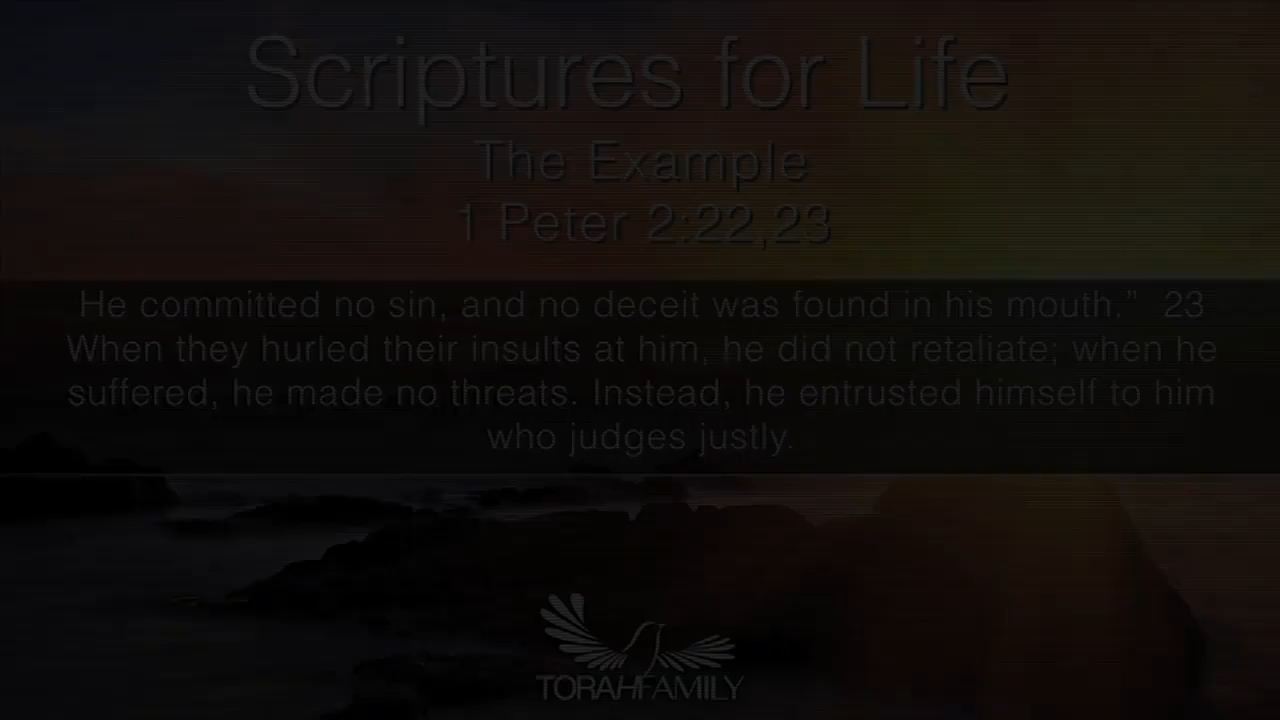 Scriptures for Life
The Example
1 Peter 2:22,23
He committed no sin, and no deceit was found in his mouth.” 23
When they hurled their insults at him, he did not retaliate; when he
suffered, he made no threats. Instead, he entrusted himself to him
who judges justly.
TORAHFAMILY